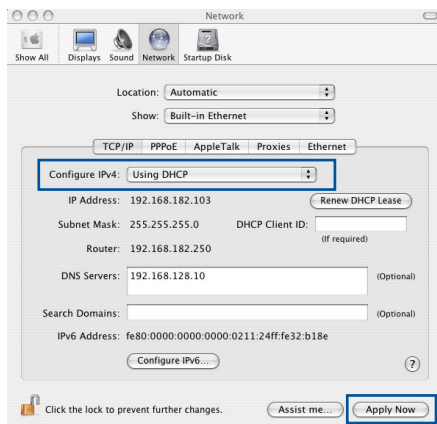 Network
Show All Displays Sound Network Startup Disk
Location: Automatic
Show: Built-in Ethernet
TCP/IP PPPoE AppleTalk Proxies Ethernet
Configure IPv4: Using DHCP
IP Address: 192.168.182.103 Renew DHCP Lease
Subnet Mask: 255.255.255.0 DHCP Client ID:
(If required)
Router: 192.168.182.250
DNS Servers: 192.168.128.10 (Optional)
Search Domains: (Optional)
IPv6 Address: fe80:0000:0000:0000:0211:24ff:fe32:b18e
Configure IPv6... ?
Click the lock to prevent further changes. Assist me... Apply Now